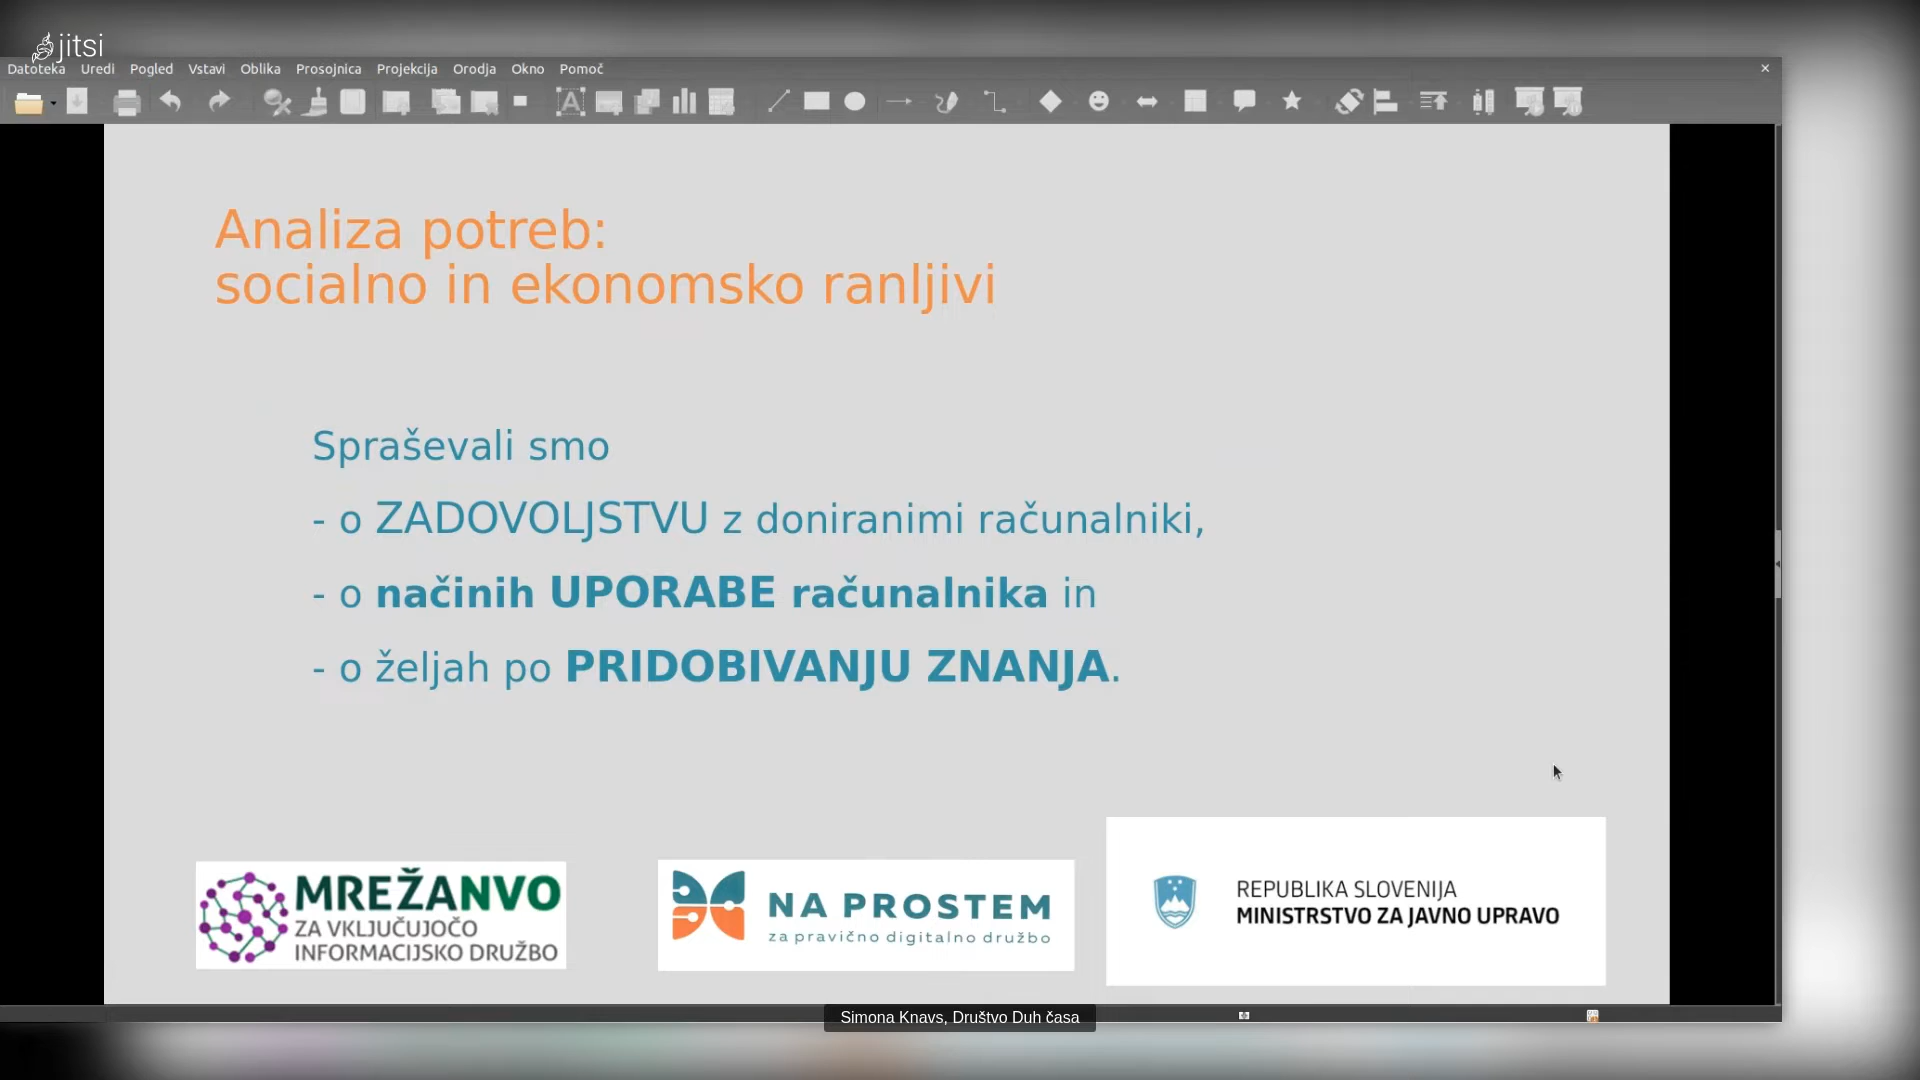 jitsi
Datoteka Uredi Pogled Vstavi Oblika Prosojnica Projekcija Orodja Okno Pomoč
Analiza potreb:
socialno in ekonomsko ranljivi
Spraševali smo
- o ZADOVOLJSTVU z doniranimi računalniki,
- o načinih UPORABE računalnika in
- o željah po PRIDOBIVANJU ZNANJA.
MREŽANVO
ZA VKLJUČUJOČO
INFORMACIJSKO DRUŽBO
NA PROSTEM
za pravično digitalno družbo
REPUBLIKA SLOVENIJA
MINISTRSTVO ZA JAVNO UPRAVO
Simona Knavs, Društvo Duh časa